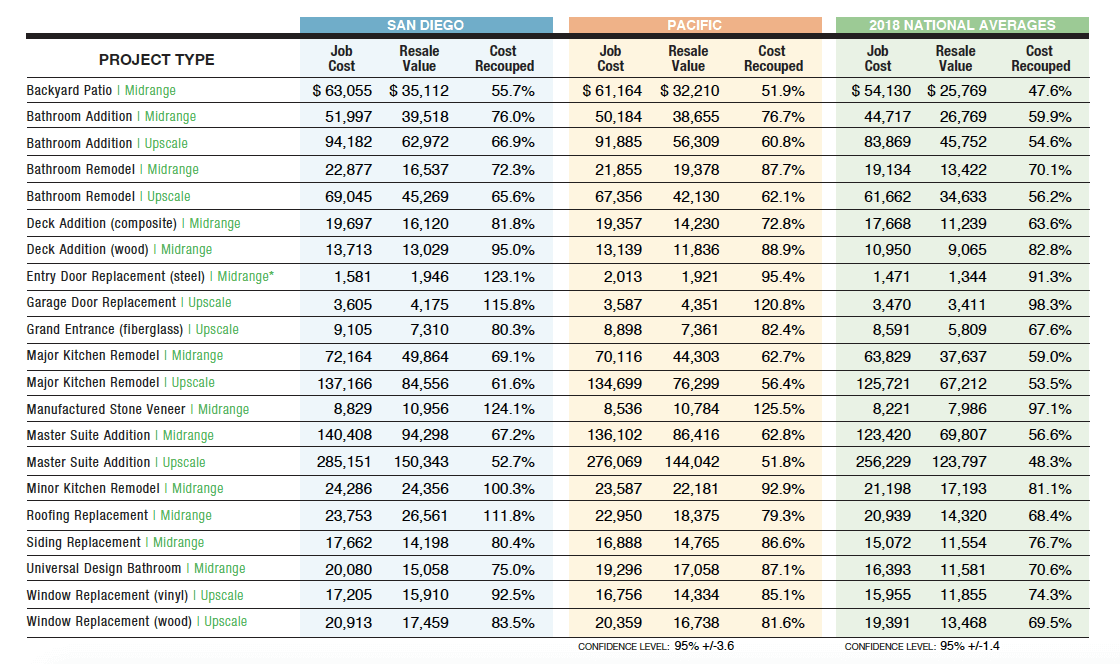 SAN DIEGO PACIFIC 2018 NATIONAL AVERAGES
PROJECT TYPE Job Cost Resale Value Cost Recouped Job Cost Resale Value Cost Recouped Job Cost Resale Value Cost Recouped
Backyard Patio | Midrange $ 63,055 $ 35,112 55.7% $ 61,164 $ 32,210 51.9% $ 54,130 $ 25,769 47.6%
Bathroom Addition | Midrange 51,997 39,518 76.0% 50,184 38,655 76.7% 44,717 26,769 59.9%
Bathroom Addition | Upscale 94,182 62,972 66.9% 91,885 56,309 60.8% 83,869 45,752 54.6%
Bathroom Remodel | Midrange 22,877 16,537 72.3% 21,855 19,378 87.7% 19,134 13,422 70.1%
Bathroom Remodel | Upscale 69,045 45,269 65.6% 67,356 42,130 62.1% 61,662 34,633 56.2%
Deck Addition (composite) | Midrange 19,697 16,120 81.8% 19,357 14,230 72.8% 17,668 11,239 63.6%
Deck Addition (wood) | Midrange 13,713 13,029 95.0% 13,139 11,836 88.9% 10,950 9,065 82.8%
Entry Door Replacement (steel) | Midrange* 1,581 1,946 123.1% 2,013 1,921 95.4% 1,471 1,344 91.3%
Garage Door Replacement | Upscale 3,605 4,175 115.8% 3,587 4,351 120.8% 3,470 3,411 98.3%
Grand Entrance (fiberglass) | Upscale 9,105 7,310 80.3% 8,898 7,361 82.4% 8,591 5,809 67.6%
Major Kitchen Remodel | Midrange 72,164 49,864 69.1% 70,116 44,303 62.7% 63,829 37,637 59.0%
Major Kitchen Remodel | Upscale 137,166 84,556 61.6% 134,699 76,299 56.4% 125,721 67,212 53.5%
Manufactured Stone Veneer | Midrange 8,829 10,956 124.1% 8,536 10,784 125.5% 8,221 7,986 97.1%
Master Suite Addition | Midrange 140,408 94,298 67.2% 136,102 86,416 62.8% 123,420 69,807 56.6%
Master Suite Addition | Upscale 285,151 150,343 52.7% 276,069 144,042 51.8% 256,229 123,797 48.3%
Minor Kitchen Remodel | Midrange 24,286 24,356 100.3% 23,587 22,181 92.9% 21,198 17,193 81.1%
Roofing Replacement | Midrange 23,753 26,561 111.8% 22,950 18,375 79.3% 20,939 14,320 68.4%
Siding Replacement | Midrange 17,662 14,198 80.4% 16,888 14,765 86.6% 15,072 11,554 76.7%
Universal Design Bathroom | Midrange 20,080 15,058 75.0% 19,296 17,058 87.1% 16,393 11,581 70.6%
Window Replacement (vinyl) | Upscale 17,205 15,910 92.5% 16,756 14,334 85.1% 15,955 11,855 74.3%
Window Replacement (wood) | Upscale 20,913 17,459 83.5% 20,359 16,738 81.6% 19,391 13,468 69.5%
CONFIDENCE LEVEL: 95% +/-3.6 CONFIDENCE LEVEL: 95% +/-1.4